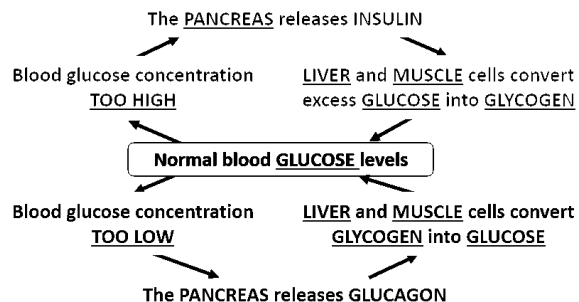 The PANCREAS releases INSULIN
Blood glucose concentration
TOO HIGH
LIVER and MUSCLE cells convert
excess GLUCOSE into GLYCOGEN
Normal blood GLUCOSE levels
Blood glucose concentration
TOO LOW
LIVER and MUSCLE cells convert
GLYCOGEN into GLUCOSE
The PANCREAS releases GLUCAGON